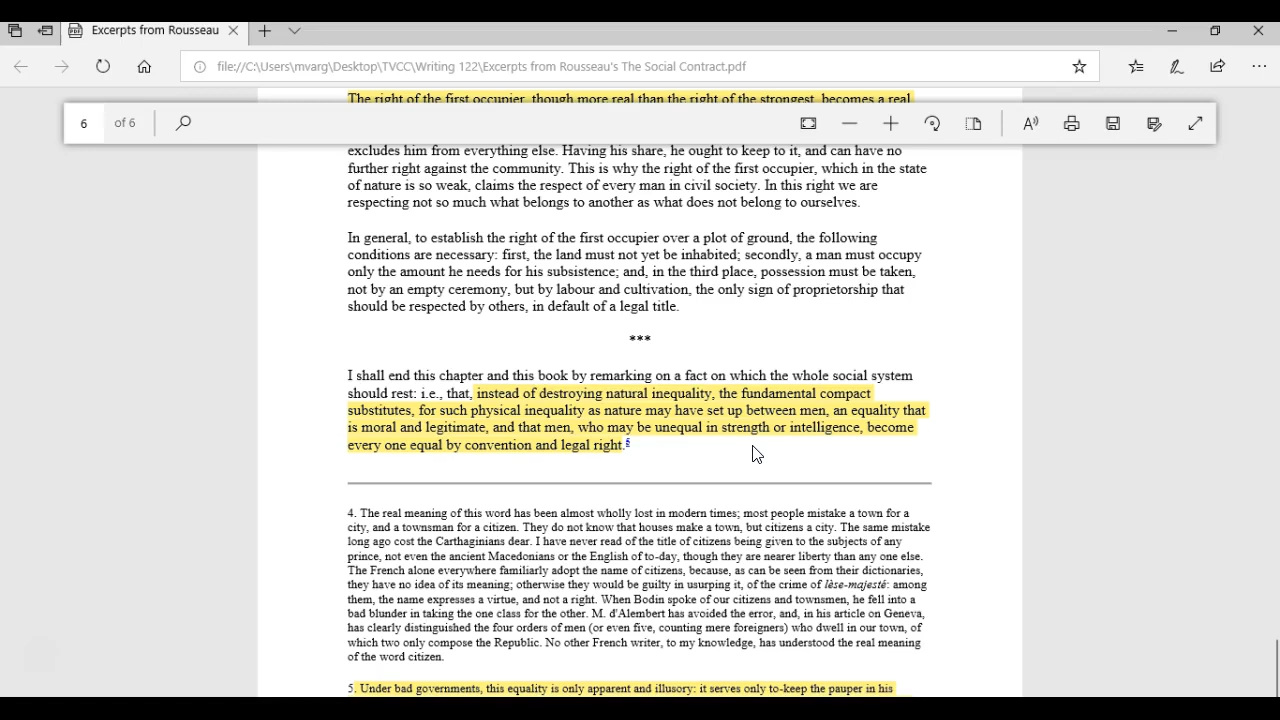 Excerpts from Rousseau
file://C:\Users\mvarg\Desktop\TVCC\Writing 122\Excerpts from Rousseau's The Social Contract.pdf
The right of the first occupier, though more real than the right of the strongest, becomes a real
6 of 6
excludes him from everything else. Having his share, he ought to keep to it, and can have no
further right against the community. This is why the right of the first occupier, which in the state
of nature is so weak, claims the respect of every man in civil society. In this right we are
respecting not so much what belongs to another as what does not belong to ourselves.
In general, to establish the right of the first occupier over a plot of ground, the following
conditions are necessary: first, the land must not yet be inhabited; secondly, a man must occupy
only the amount he needs for his subsistence; and, in the third place, possession must be taken,
not by an empty ceremony, but by labour and cultivation, the only sign of proprietorship that
should be respected by others, in default of a legal title.
***
I shall end this chapter and this book by remarking on a fact on which the whole social system
should rest: i.e., that, instead of destroying natural inequality, the fundamental compact
substitutes, for such physical inequality as nature may have set up between men, an equality that
is moral and legitimate, and that men, who may be unequal in strength or intelligence, become
every one equal by convention and legal right.
4. The real meaning of this word has been almost wholly lost in modern times; most people mistake a town for a
city, and a townsman for a citizen. They do not know that houses make a town, but citizens a city. The same mistake
long ago cost the Carthaginians dear. I have never read of the title of citizens being given to the subjects of any
prince, not even the ancient Macedonians or the English of to-day, though they are nearer liberty than any one else.
The French alone everywhere familiarly adopt the name of citizens, because, as can be seen from their dictionaries,
they have no idea of its meaning; otherwise they would be guilty in usurping it, of the crime of lèse-majesté: among
them, the name expresses a virtue, and not a right. When Bodin spoke of our citizens and townsmen, he fell into a
bad blunder in taking the one class for the other. M. d'Alembert has avoided the error, and, in his article on Geneva,
has clearly distinguished the four orders of men (or even five, counting mere foreigners) who dwell in our town, of
which two only compose the Republic. No other French writer, to my knowledge, has understood the real meaning
of the word citizen.
5. Under bad governments, this equality is only apparent and illusory: it serves only to-keep the pauper in his